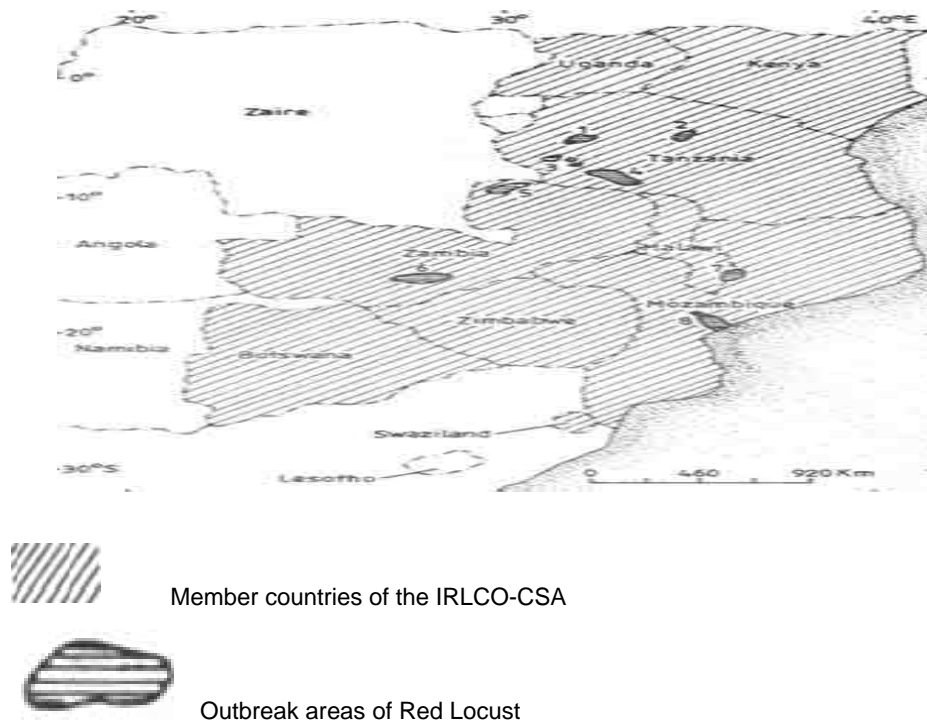 20° 30° 40°E
Uganda Kenya
0°
Zaire
1 2
3 4 Tanzania
5
10°
Angola
Malawi
Zambia
6 7
Mozambique
8
20° Zimbabwe
Namibia Botswana
Swaziland
30°S
Lesotho
0 460 920 Km
Member countries of the IRLCO-CSA
Outbreak areas of Red Locust